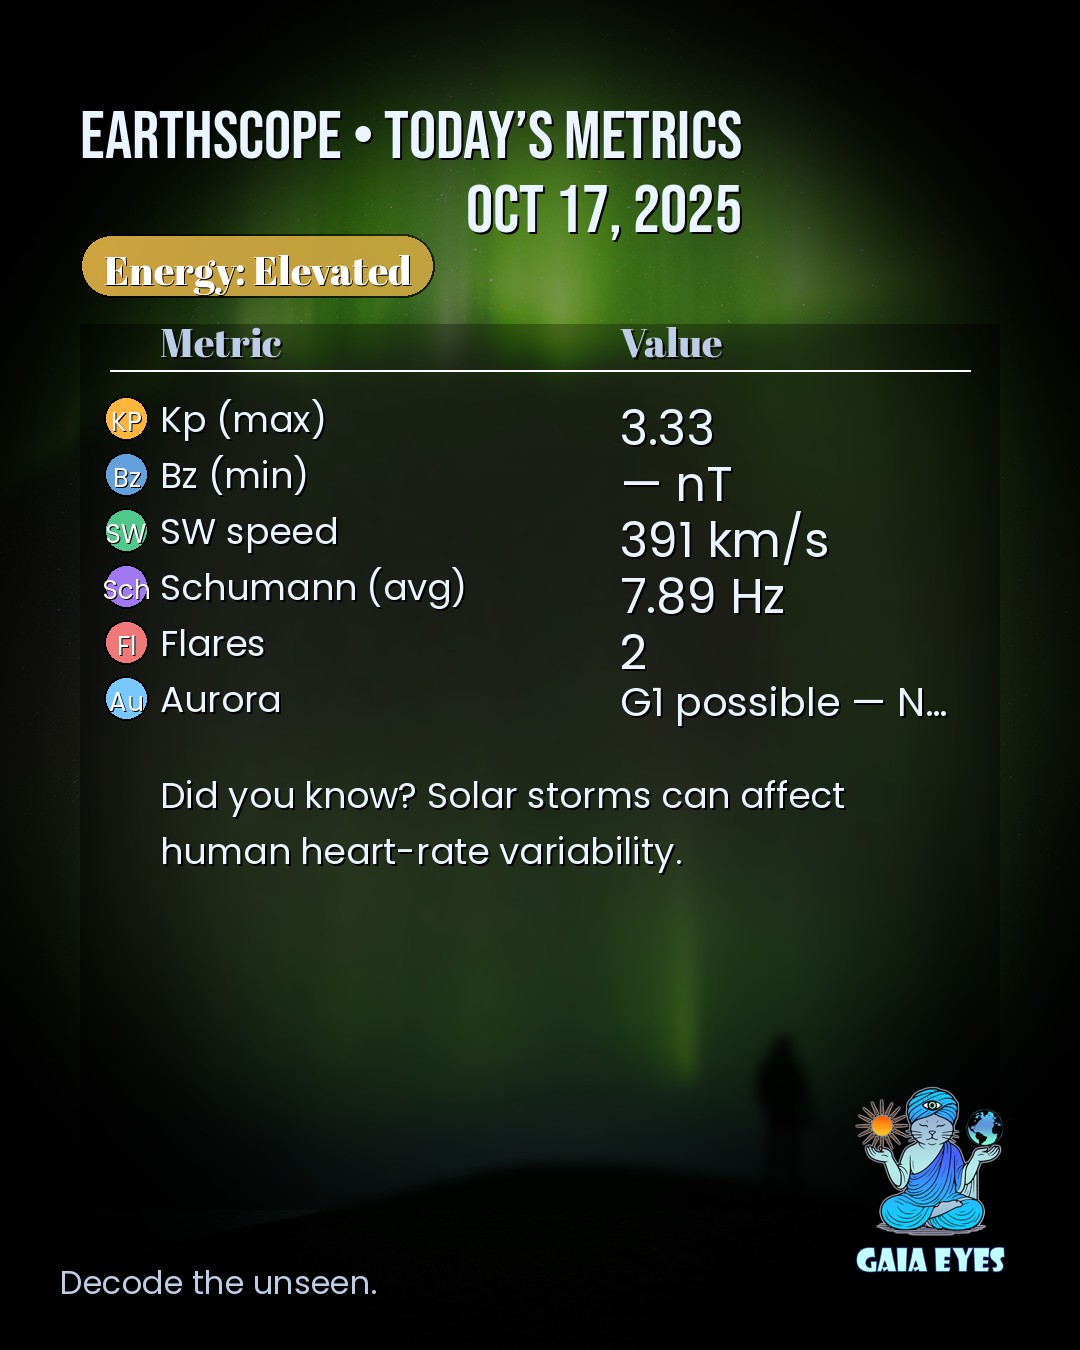 EARTHSCOPE • TODAY’S METRICS
OCT 17, 2025
Energy: Elevated
Metric Value
KP Kp (max) 3.33
Bz Bz (min) — nT
SW SW speed 391 km/s
Sch Schumann (avg) 7.89 Hz
Fl Flares 2
Au Aurora G1 possible — N...
Did you know? Solar storms can affect
human heart-rate variability.
GAIA EYES
Decode the unseen.